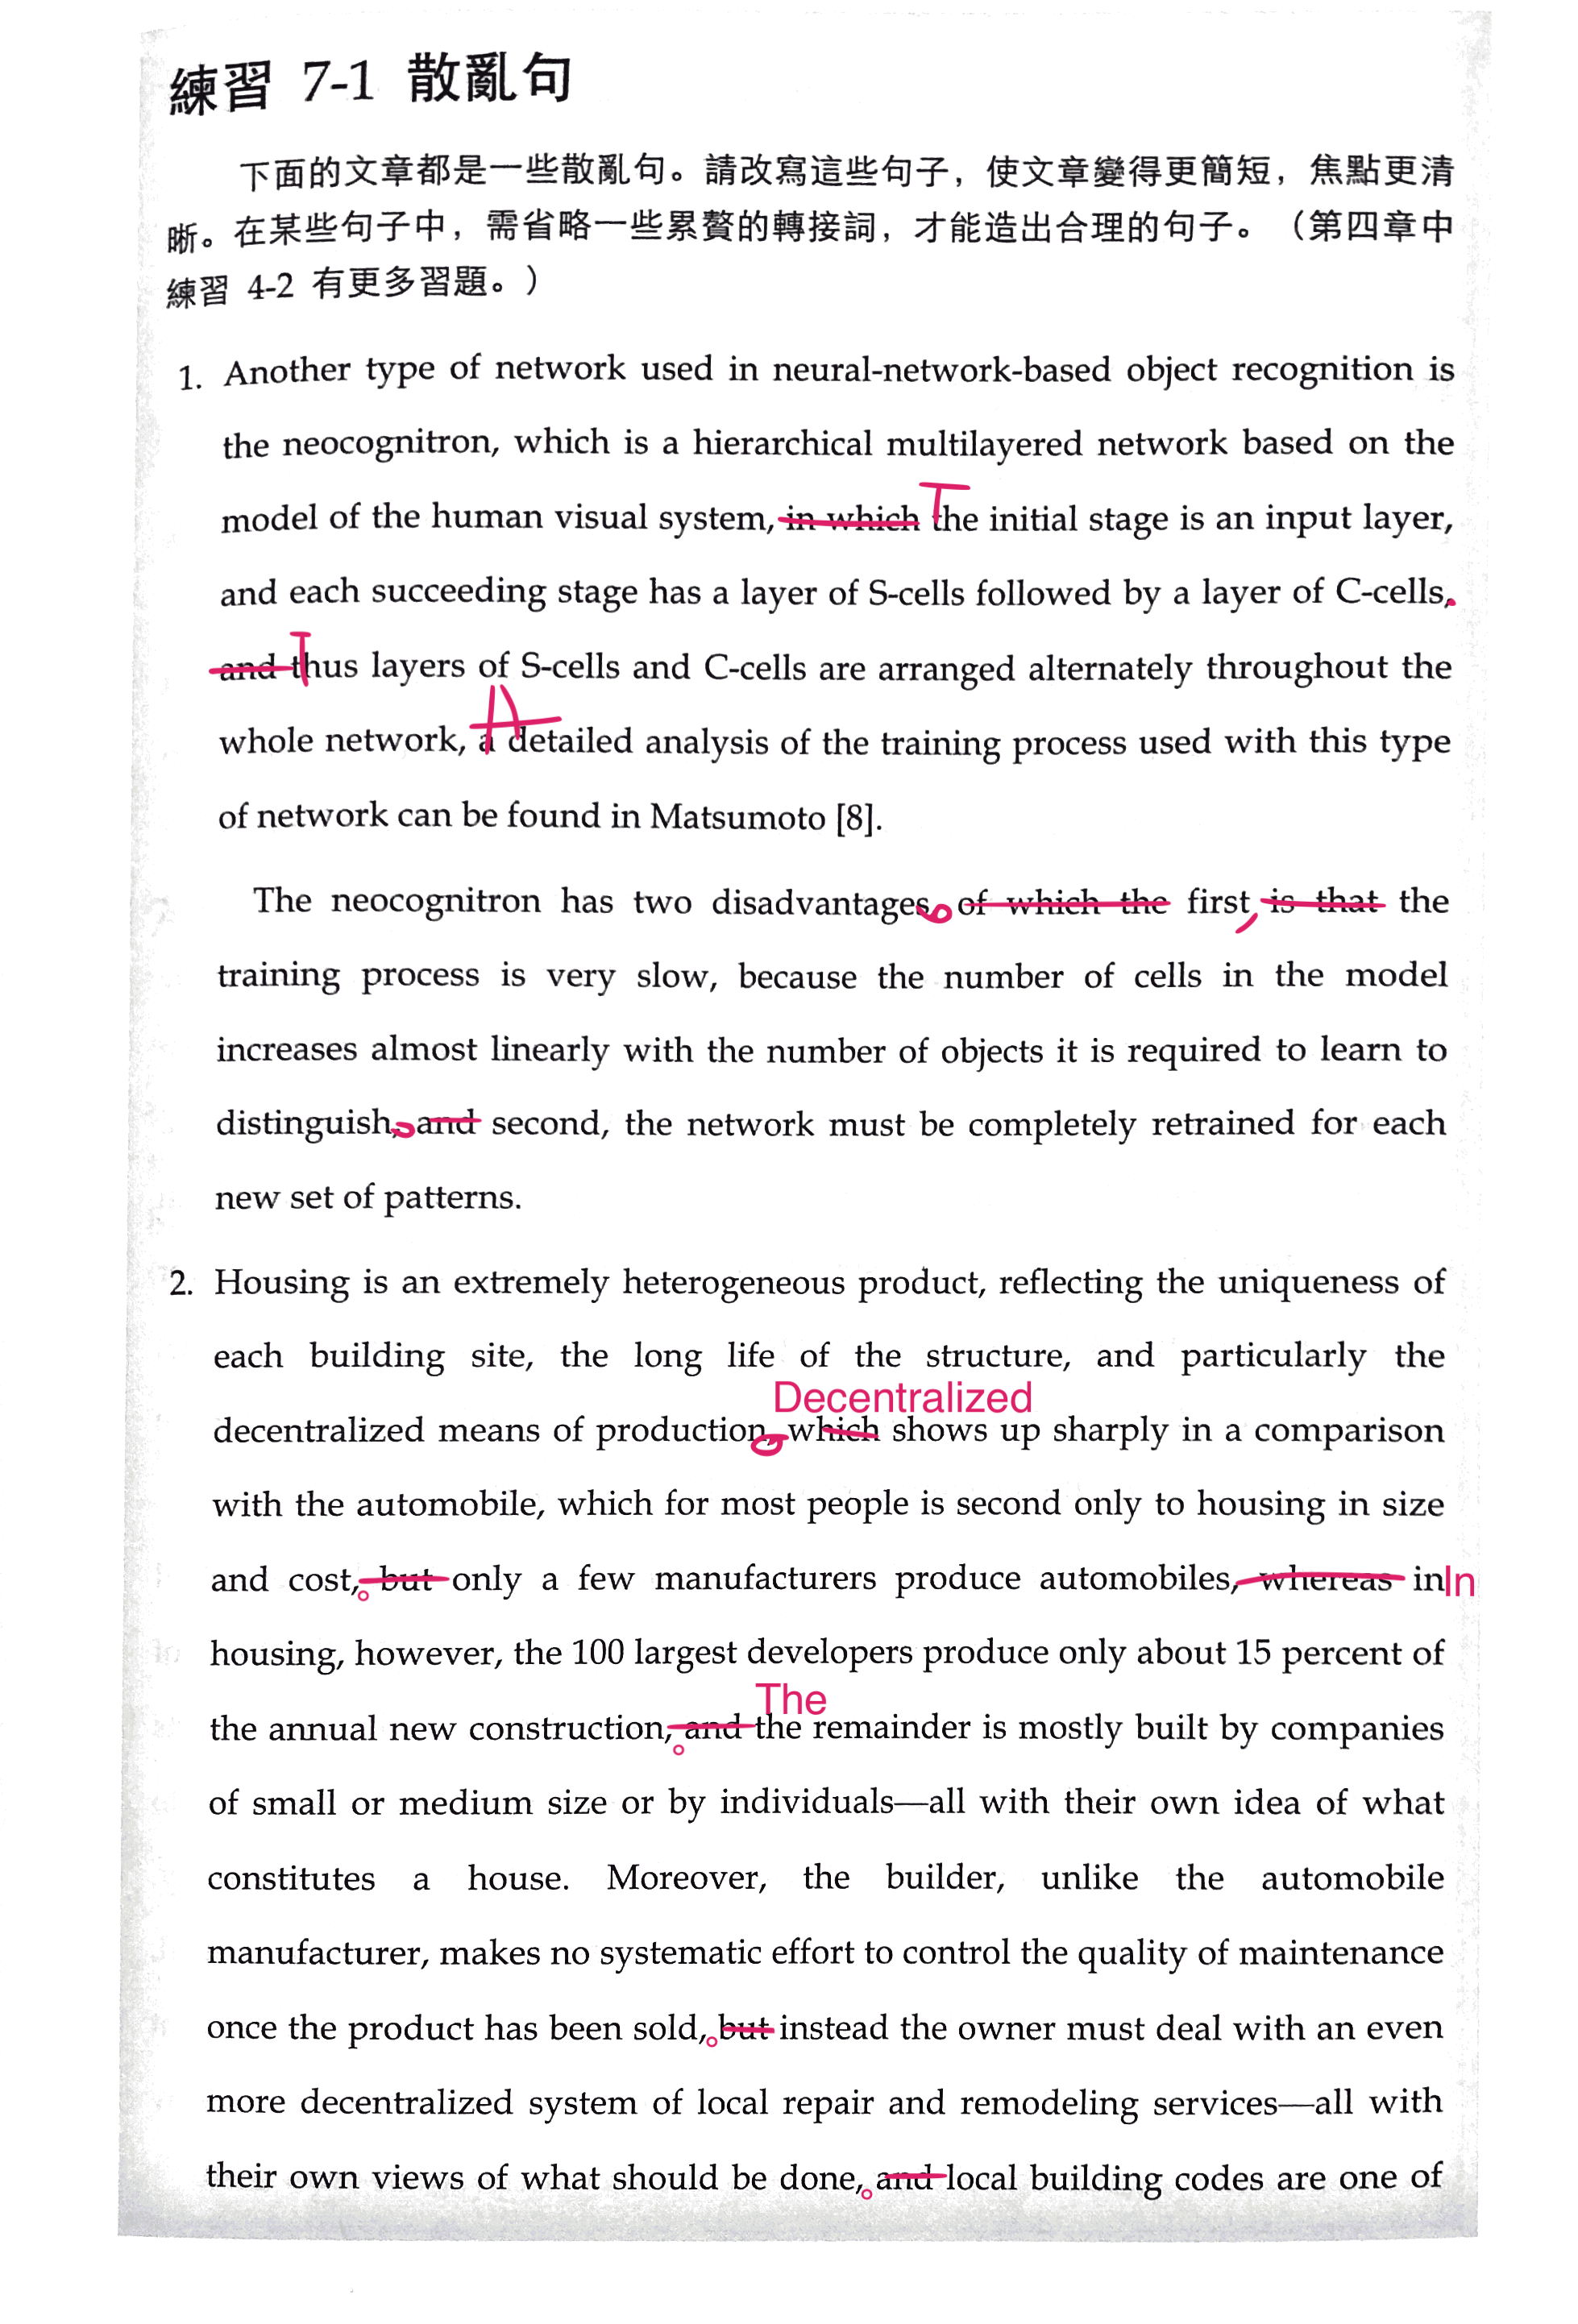 練習 7-1 散亂句
下面的文章都是一些散亂句。請改寫這些句子，使文章變得更簡短，焦點更清
晰。在某些句子中，需省略一些累贅的轉接詞，才能造出合理的句子。（第四章中
練習 4-2 有更多習題。）
1. Another type of network used in neural-network-based object recognition is
the neocognitron, which is a hierarchical multilayered network based on the
T
model of the human visual system, in which the initial stage is an input layer,
and each succeeding stage has a layer of S-cells followed by a layer of C-cells,
T
and thus layers of S-cells and C-cells are arranged alternately throughout the
A
whole network, a detailed analysis of the training process used with this type
of network can be found in Matsumoto [8].
The neocognitron has two disadvantages, of which the first, is that the
training process is very slow, because the number of cells in the model
increases almost linearly with the number of objects it is required to learn to
distinguish, and second, the network must be completely retrained for each
new set of patterns.
2. Housing is an extremely heterogeneous product, reflecting the uniqueness of
each building site, the long life of the structure, and particularly the
Decentralized
decentralized means of production, which shows up sharply in a comparison
with the automobile, which for most people is second only to housing in size
and cost, but only a few manufacturers produce automobiles, whereas in In
housing, however, the 100 largest developers produce only about 15 percent of
The
the annual new construction, and the remainder is mostly built by companies
of small or medium size or by individuals—all with their own idea of what
constitutes a house. Moreover, the builder, unlike the automobile
manufacturer, makes no systematic effort to control the quality of maintenance
once the product has been sold, but instead the owner must deal with an even
more decentralized system of local repair and remodeling services—all with
their own views of what should be done, and local building codes are one of